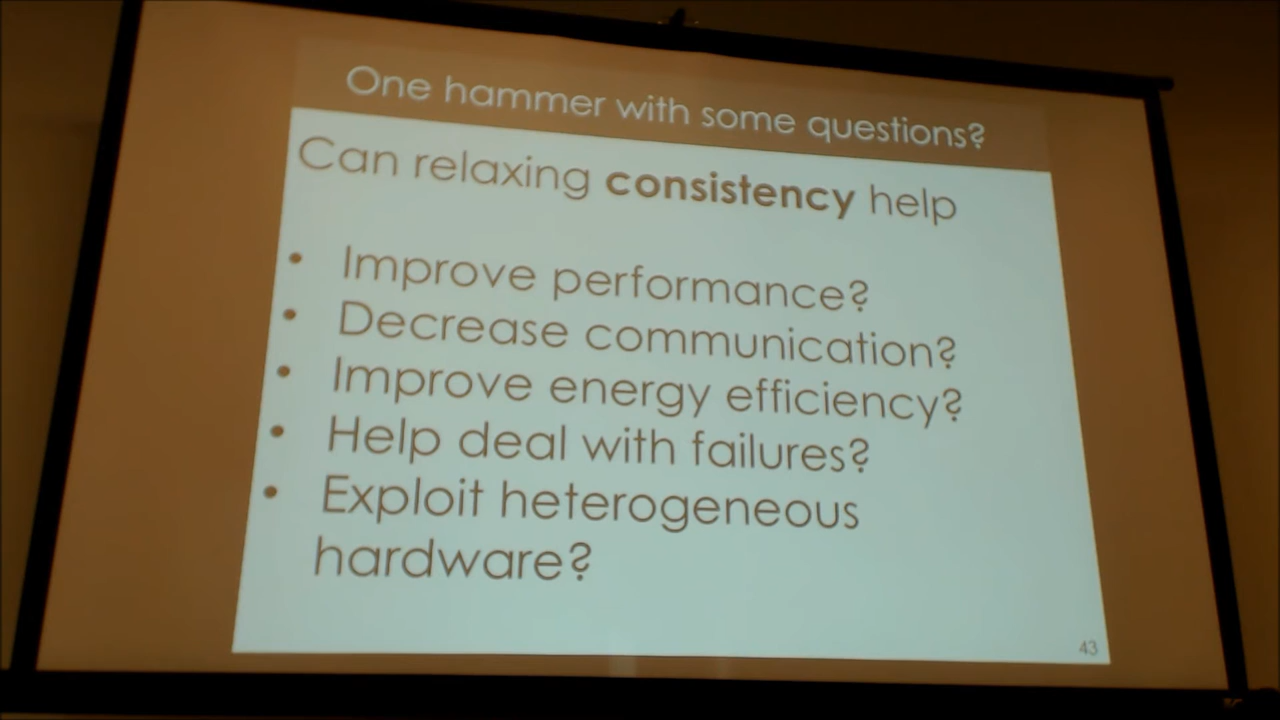 One hammer with some questions?
Can relaxing consistency help
• Improve performance?
• Decrease communication?
• Improve energy efficiency?
• Help deal with failures?
• Exploit heterogeneous
hardware?
43